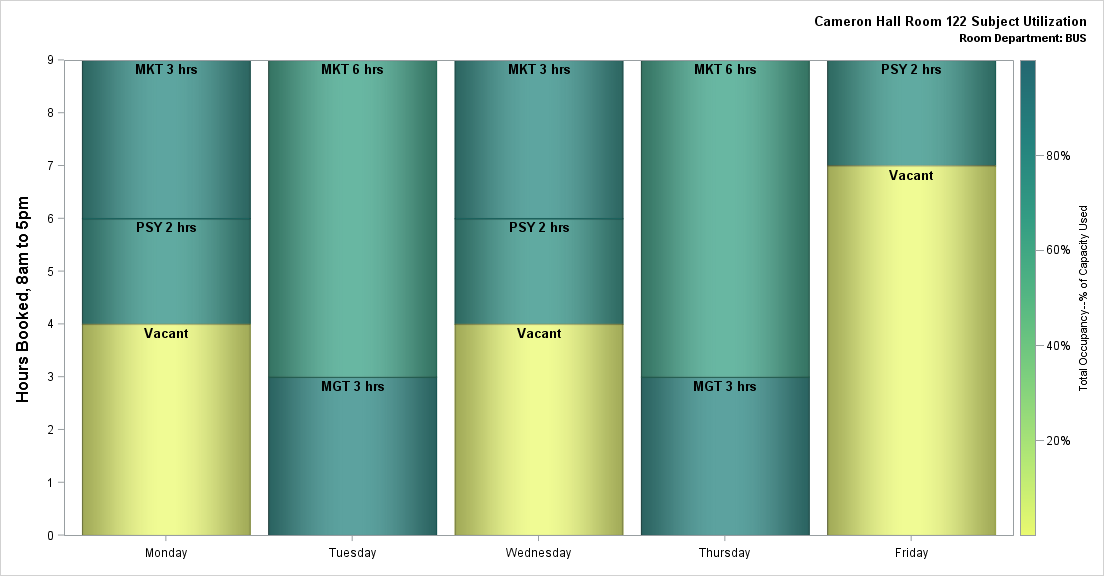 Cameron Hall Room 122 Subject Utilization
Room Department: BUS
Hours Booked, 8am to 5pm
9
8
7
6
5
4
3
2
1
0
MKT 3 hrs
PSY 2 hrs
Vacant
MKT 6 hrs
MGT 3 hrs
MKT 3 hrs
PSY 2 hrs
Vacant
MKT 6 hrs
MGT 3 hrs
PSY 2 hrs
Vacant
Monday
Tuesday
Wednesday
Thursday
Friday
80%
60%
40%
20%
Total Occupancy--% of Capacity Used